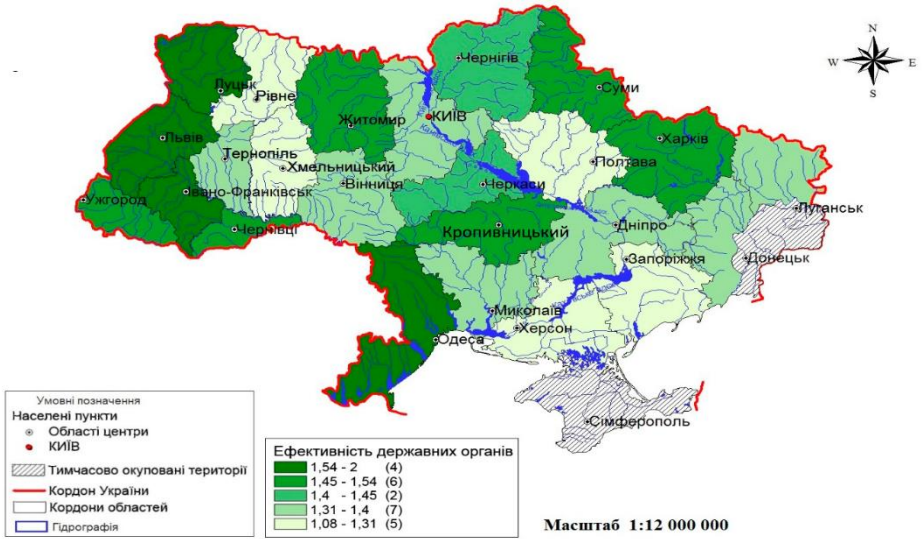 N
W E
S
Чернігів
Суми
Луцьк
Рівне
КИЇВ
Житомир
Львів
Харків
Тернопіль
Хмельницький
Полтава
Вінниця
Черкаси
Івано-Франківськ
Ужгород
Луганськ
Чернівці
Кропивницький
Дніпро
Донецьк
Запоріжжя
Миколаїв
Херсон
Одеса
Сімферополь
Умовні позначення
Населені пункти
Області центри
КИЇВ
Тимчасово окуповані території
Кордон України
Кордони областей
Гідрографія
Ефективність державних органів
1,54 - 2 (4)
1,45 - 1,54 (6)
1,4 - 1,45 (2)
1,31 - 1,4 (7)
1,08 - 1,31 (5)
Масштаб 1:12 000 000